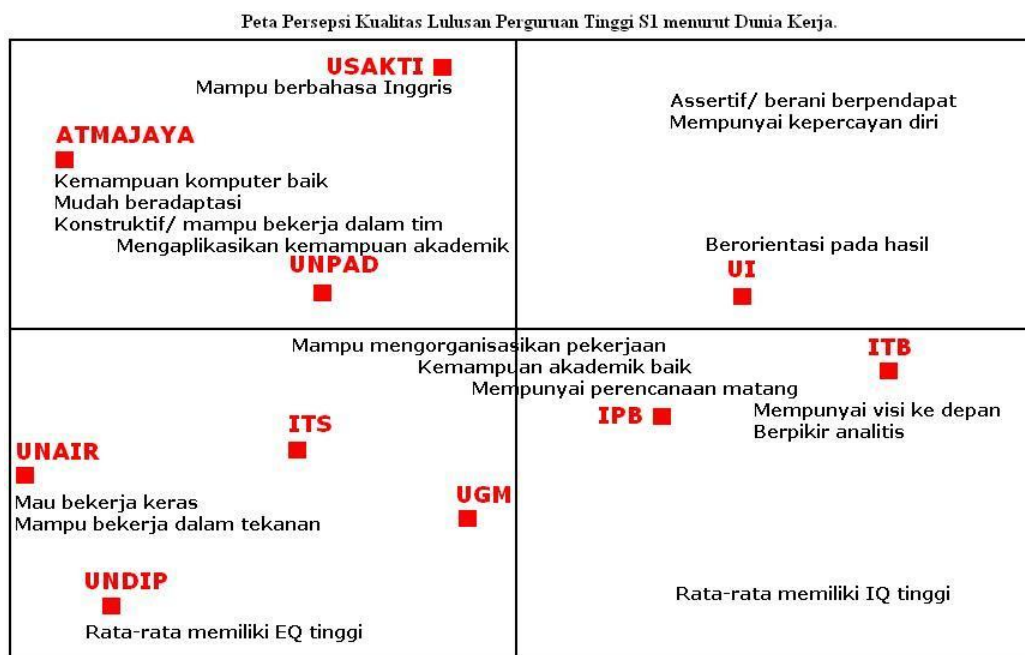 Peta Persepsi Kualitas Lulusan Perguruan Tinggi S1 menurut Dunia Kerja.
USAKTI
Mampu berbahasa Inggris
ATMAJAYA
Kemampuan komputer baik
Mudah beradaptasi
Konstruktif/ mampu bekerja dalam tim
Mengaplikasikan kemampuan akademik
UNPAD
Assertif/ berani berpendapat
Mempunyai kepercayan diri
Berorientasi pada hasil
UI
Mampu mengorganisasikan pekerjaan
Kemampuan akademik baik
Mempunyai perencanaan matang
ITB
IPB
Mempunyai visi ke depan
Berpikir analitis
ITS
UNAIR
Mau bekerja keras
Mampu bekerja dalam tekanan
UGM
UNDIP
Rata-rata memiliki EQ tinggi
Rata-rata memiliki IQ tinggi